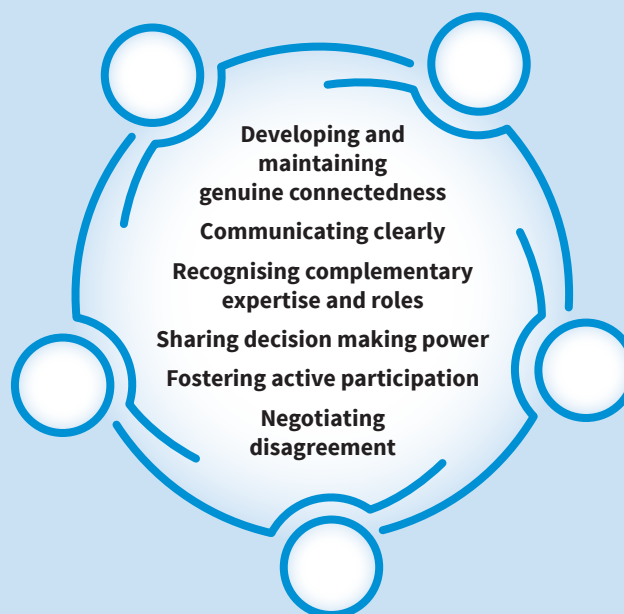 Developing and
maintaining
genuine connectedness
Communicating clearly
Recognising complementary
expertise and roles
Sharing decision making power
Fostering active participation
Negotiating
disagreement